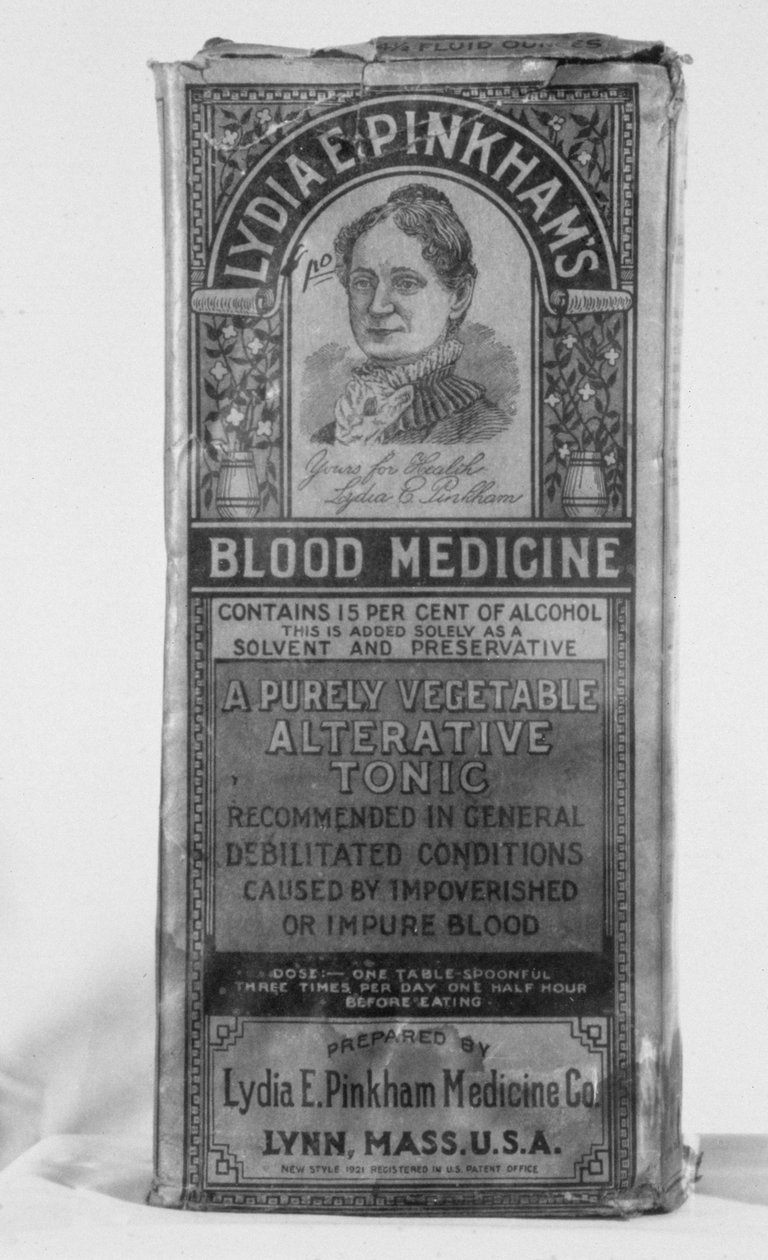 FLUID OUNCES
LYDIA E. PINKHAM'S
Yours for Health
Lydia E. Pinkham
BLOOD MEDICINE
CONTAINS 15 PER CENT OF ALCOHOL
THIS IS ADDED SOLELY AS A
SOLVENT AND PRESERVATIVE
A PURELY VEGETABLE
ALTERATIVE
TONIC
RECOMMENDED IN GENERAL
DEBILITATED CONDITIONS
CAUSED BY IMPOVERISHED
OR IMPURE BLOOD
DOSE:— ONE TABLE-SPOONFUL
THREE TIMES PER DAY ONE HALF HOUR
BEFORE EATING
PREPARED BY
Lydia E. Pinkham Medicine Co.
LYNN, MASS. U.S.A.
NEW STYLE 1921 REGISTERED IN U.S. PATENT OFFICE